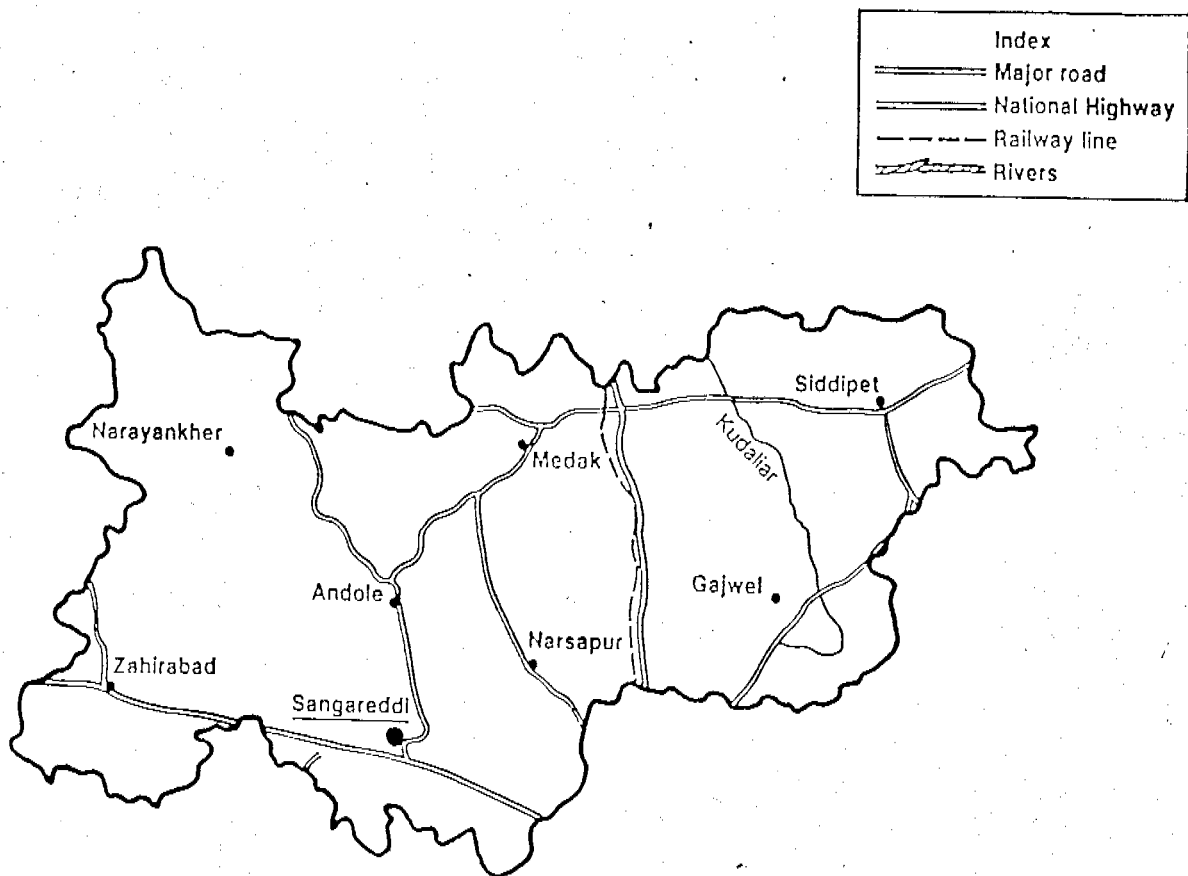 Index
Major road
National Highway
Railway line
Rivers
Siddipet
Narayankher
Medak
Kudaliar
Andole
Gajwel
Narsapur
Zahirabad
Sangareddi